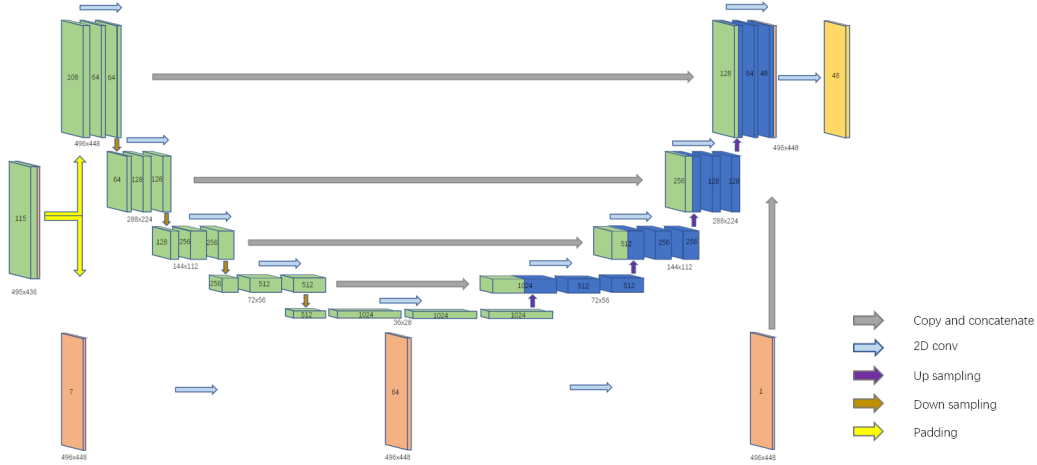 108 64 64
496x448
128 64 49
496x448
48
64 128 128
288x224
256 128 128
288x224
115
495x436
128 256 256
144x112
512 256 256
144x112
256 512 512
72x56
1024 512 512
72x56
512 1024 1024 1024
36x28
7
496x448
64
496x448
1
496x448
Copy and concatenate
2D conv
Up sampling
Down sampling
Padding